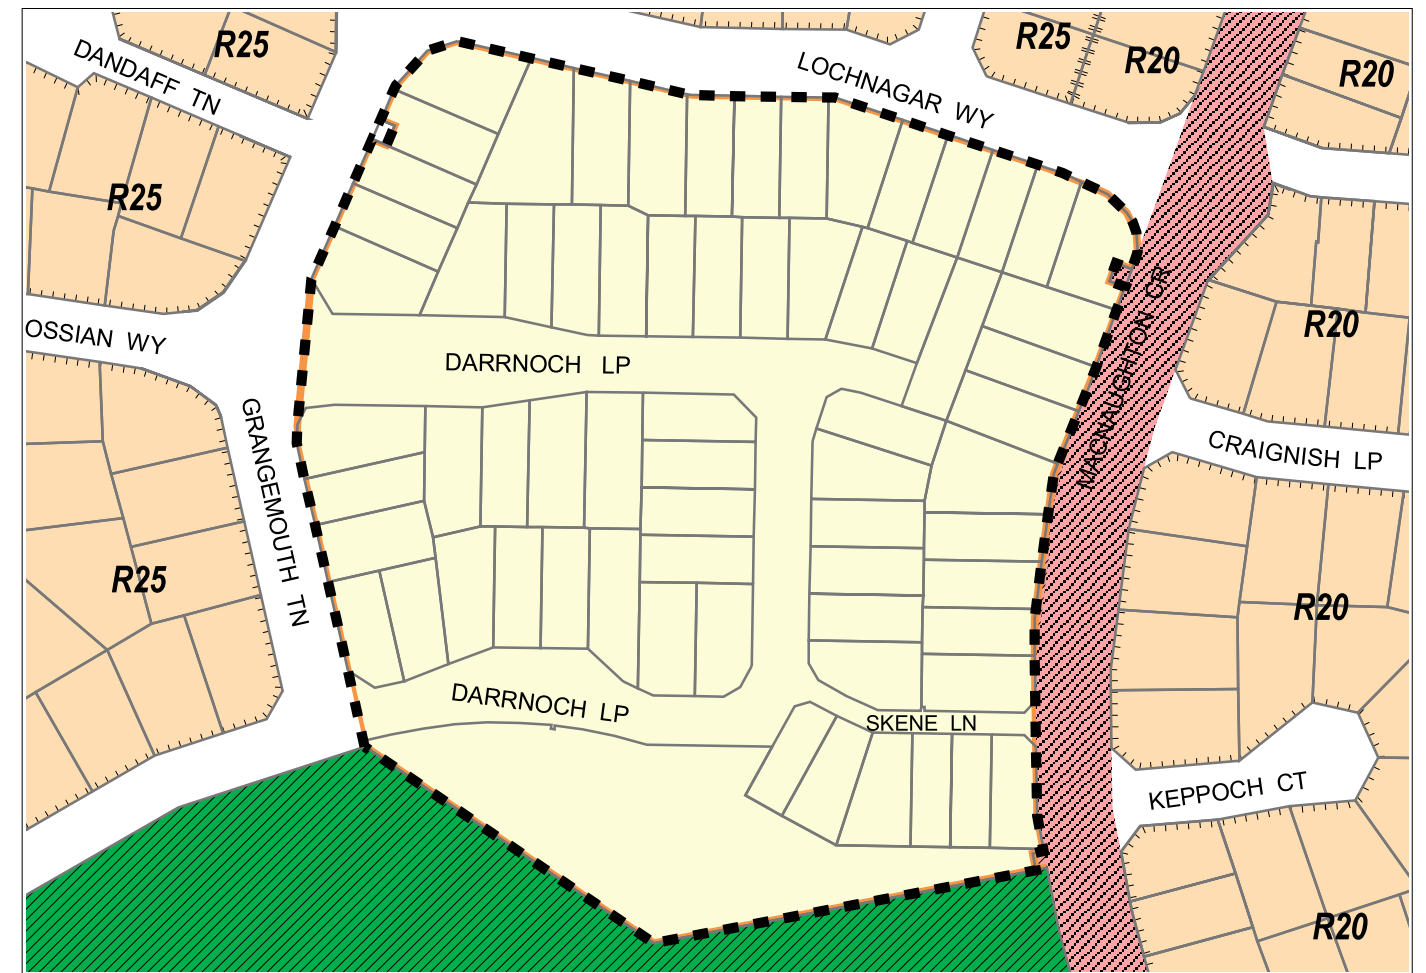 R25
R25
R20
R20
DANDAFF TN
LOCHNAGAR WY
R25
OSSIAN WY
DARRNOCH LP
MACNAUGHTON CR
R20
GRANGEMOUTH TN
CRAIGNISH LP
R25
R20
DARRNOCH LP
SKENE LN
KEPPOCH CT
R20